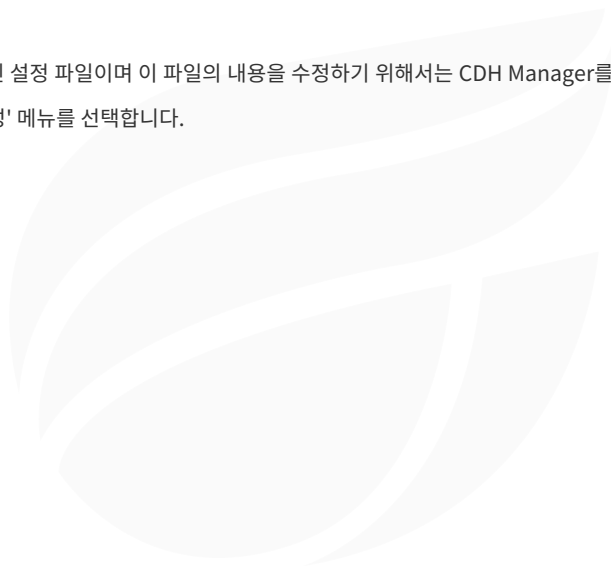 설정 파일이며 이 파일의 내용을 수정하기 위해서는 CDH Manager를
' 메뉴를 선택합니다.